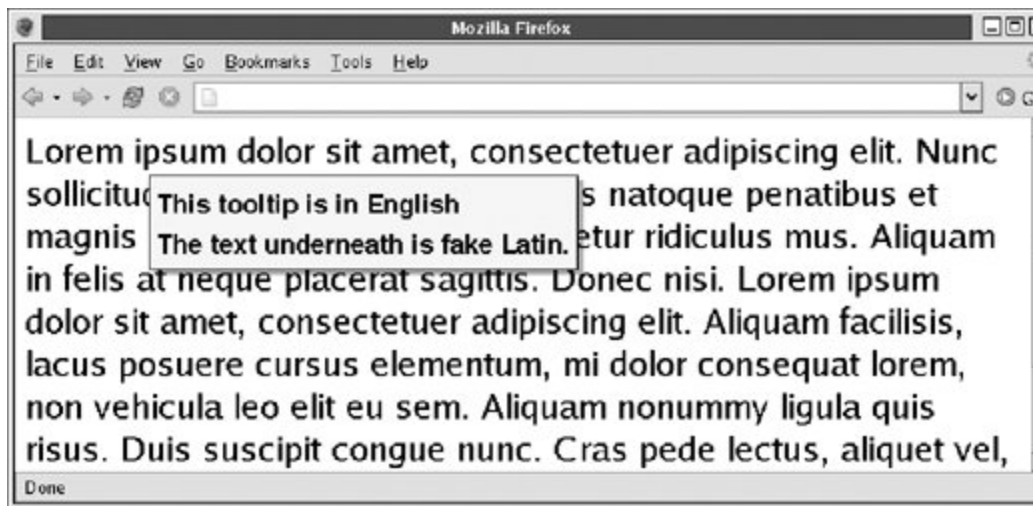 Mozilla Firefox
File Edit View Go Bookmarks Tools Help
G
Lorem ipsum dolor sit amet, consectetuer adipiscing elit. Nunc
sollicitu s natoque penatibus et
This tooltip is in English
magnis etur ridiculus mus. Aliquam
The text underneath is fake Latin.
in felis at neque placerat sagittis. Donec nisi. Lorem ipsum
dolor sit amet, consectetuer adipiscing elit. Aliquam facilisis,
lacus posuere cursus elementum, mi dolor consequat lorem,
non vehicula leo elit eu sem. Aliquam nonummy ligula quis
risus. Duis suscipit congue nunc. Cras pede lectus, aliquet vel,
Done